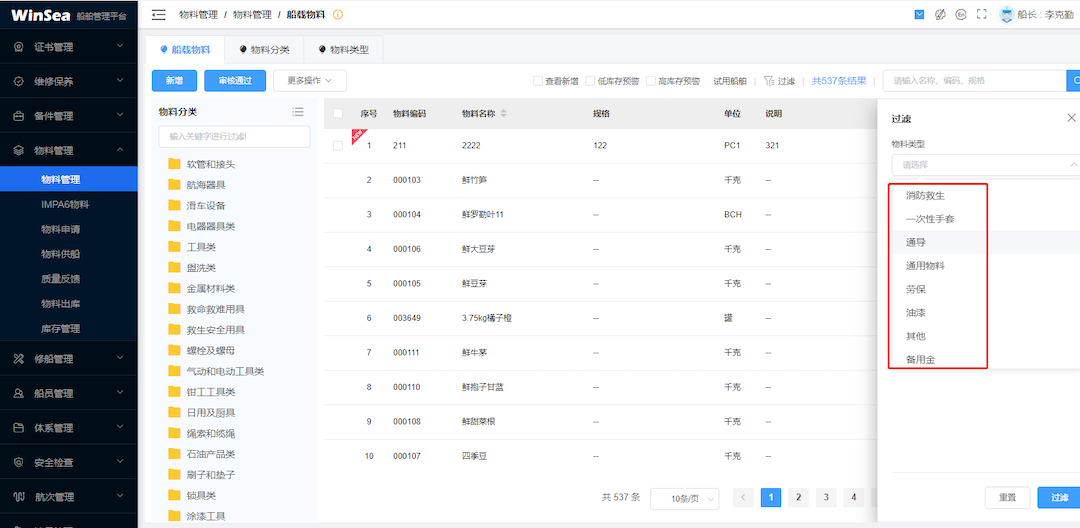 WinSea 船舶管理平台
物料管理 / 物料管理 / 船载物料
En
船长 : 李克勤
证书管理
维修保养
备件管理
物料管理
物料管理
IMPA6物料
物料申请
物料供船
质量反馈
物料出库
库存管理
修船管理
船员管理
体系管理
安全检查
航次管理
船载物料 物料分类 物料类型
新增 审核通过 更多操作
查看新增 低库存预警 高库存预警 试用船舶 过滤 共537条结果 请输入名称、编码、规格
物料分类
输入关键字进行过滤!
软管和接头
航海器具
滑车设备
电器器具类
工具类
盥洗类
金属材料类
救命救难用具
救生安全用具
螺栓及螺母
气动和电动工具类
钳工工具类
日用及厨具
绳索和缆绳
石油产品类
刷子和垫子
锁具类
涂漆工具
序号 物料编码 物料名称 规格 单位 说明
NEW
1 211 2222 122 PC1 321
2 000103 鲜竹笋 -- 千克 --
3 000104 鲜罗勒叶11 -- BCH --
4 000106 鲜大豆芽 -- 千克 --
5 000105 鲜豆芽 -- 千克 --
6 003649 3.75kg橘子橙 -- 罐 --
7 000111 鲜牛茅 -- 千克 --
8 000110 鲜孢子甘蓝 -- 千克 --
9 000108 鲜甜菜根 -- 千克 --
10 000107 四季豆 -- 千克 --
共 537 条 10条/页 1 2 3 4
过滤
物料类型
请选择
消防救生
一次性手套
通导
通用物料
劳保
油漆
其他
备用金
重置 过滤